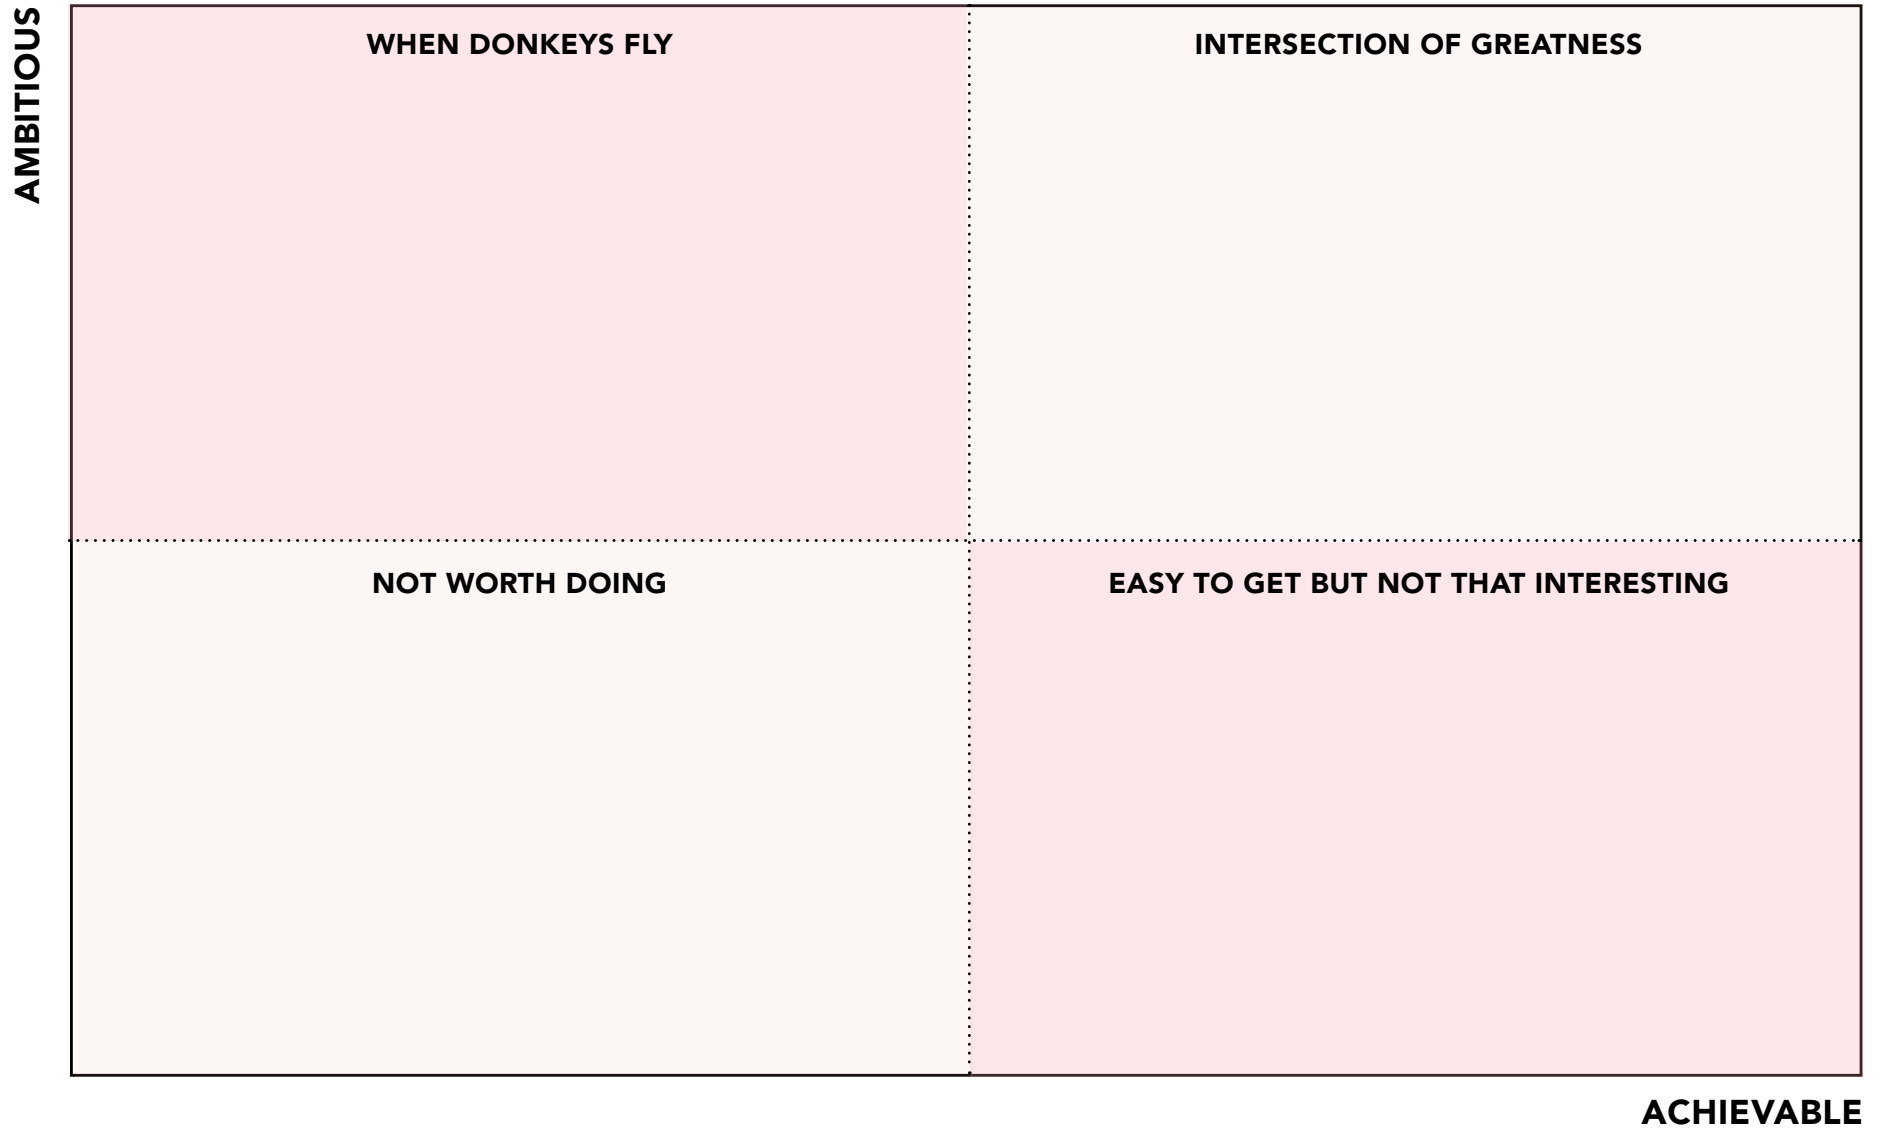 AMBITIOUS
WHEN DONKEYS FLY
INTERSECTION OF GREATNESS
NOT WORTH DOING
EASY TO GET BUT NOT THAT INTERESTING
ACHIEVABLE